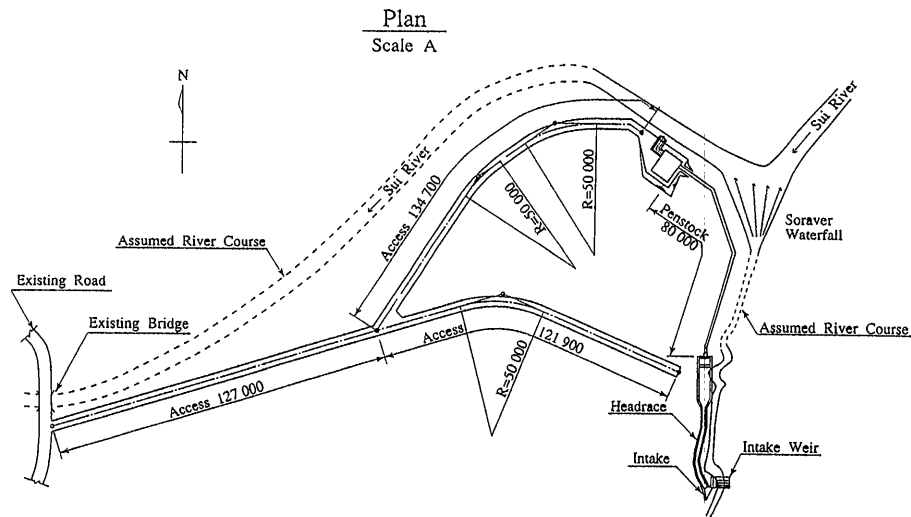 Plan
Scale A
N
Sui River
Sui River
Access 134 700
R=50 000
R=50 000
Penstock
80 000
Soraver
Waterfall
Assumed River Course
Existing Road
Existing Bridge
Assumed River Course
Access
121 900
R=50 000
Access 127 000
Headrace
Intake
Intake Weir